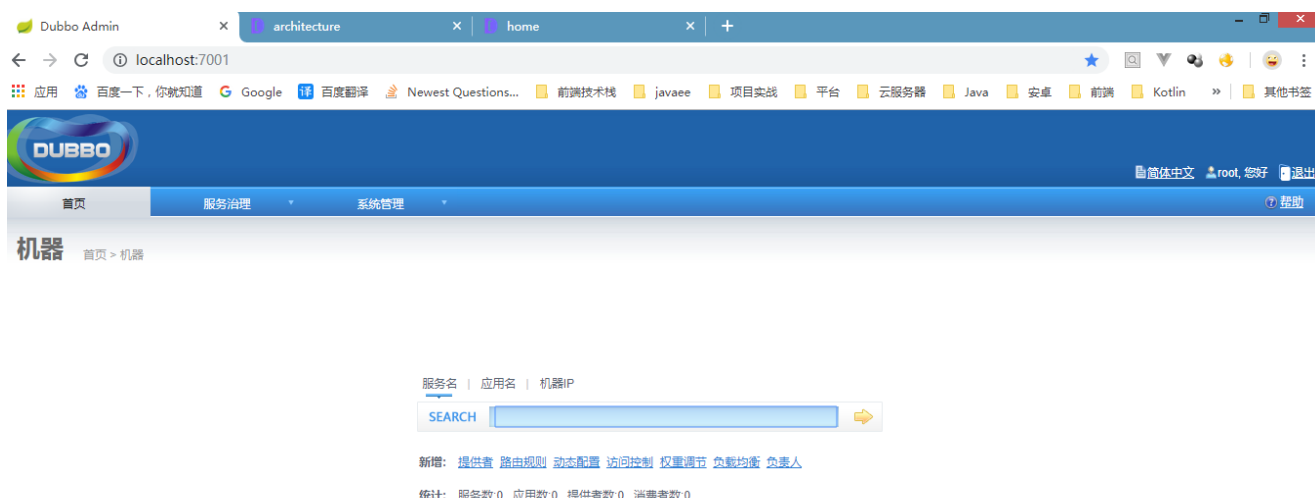 Dubbo Admin architecture home
localhost:7001
应用 百度一下，你就知道 Google 译 百度翻译 Newest Questions... 前端技术栈 javaee 项目实战 平台 云服务器 Java 安卓 前端 Kotlin » 其他书签
DUBBO
简体中文 root, 您好 退出
首页 服务治理 系统管理 帮助
机器 首页 > 机器
服务名 | 应用名 | 机器IP
SEARCH
新增: 提供者 路由规则 动态配置 访问控制 权重调节 负载均衡 负责人
统计: 服务数:0 应用数:0 提供者数:0 消费者数:0